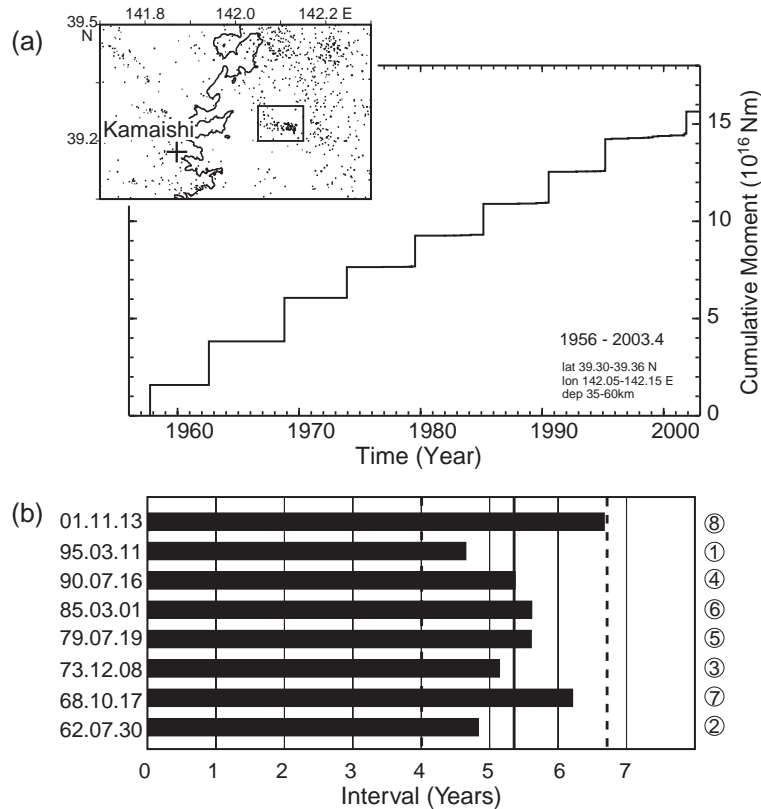 (a)
141.8 142.0 142.2 E
39.5
N
39.2
Kamaishi
15
10
5
0
Cumulative Moment (10¹⁶ Nm)
1956 - 2003.4
lat 39.30-39.36 N
lon 142.05-142.15 E
dep 35-60km
1960 1970 1980 1990 2000
Time (Year)
(b)
01.11.13 ⑧
95.03.11 ①
90.07.16 ④
85.03.01 ⑥
79.07.19 ⑤
73.12.08 ③
68.10.17 ⑦
62.07.30 ②
0 1 2 3 4 5 6 7
Interval (Years)